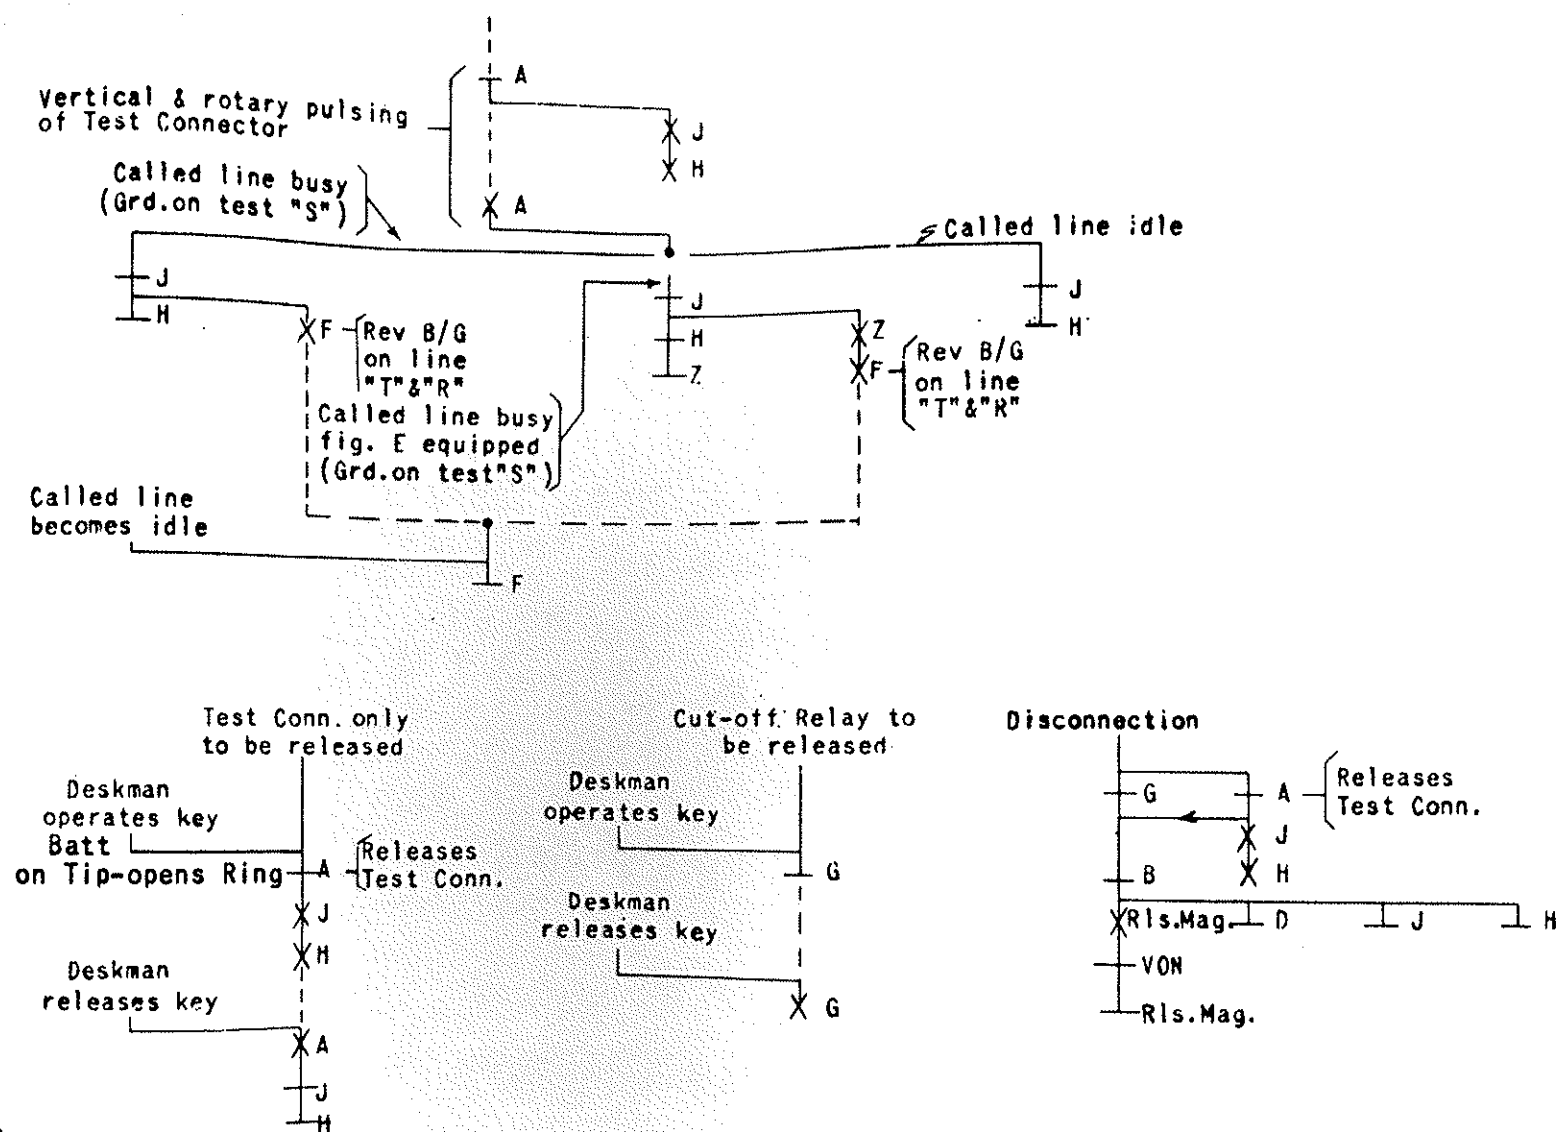 A
Vertical & rotary pulsing
of Test Connector
J
H
Called line busy
(Grd.on test "S")
A
Called line idle
J
H
J
H
J
H
Z
F
Rev B/G
on line
"T"&"R"
Z
F
Rev B/G
on line
"T"&"R"
Called line busy
fig. E equipped
(Grd.on test"S")
Called line
becomes idle
F
Test Conn. only
to be released
Deskman
operates key
Batt
on Tip-opens Ring
A
Releases
Test Conn.
J
H
Deskman
releases key
A
J
H
Cut-off Relay to
be released
Deskman
operates key
G
Deskman
releases key
G
Disconnection
G
A
Releases
Test Conn.
J
H
B
Rls.Mag.
D
J
H
VON
Rls.Mag.